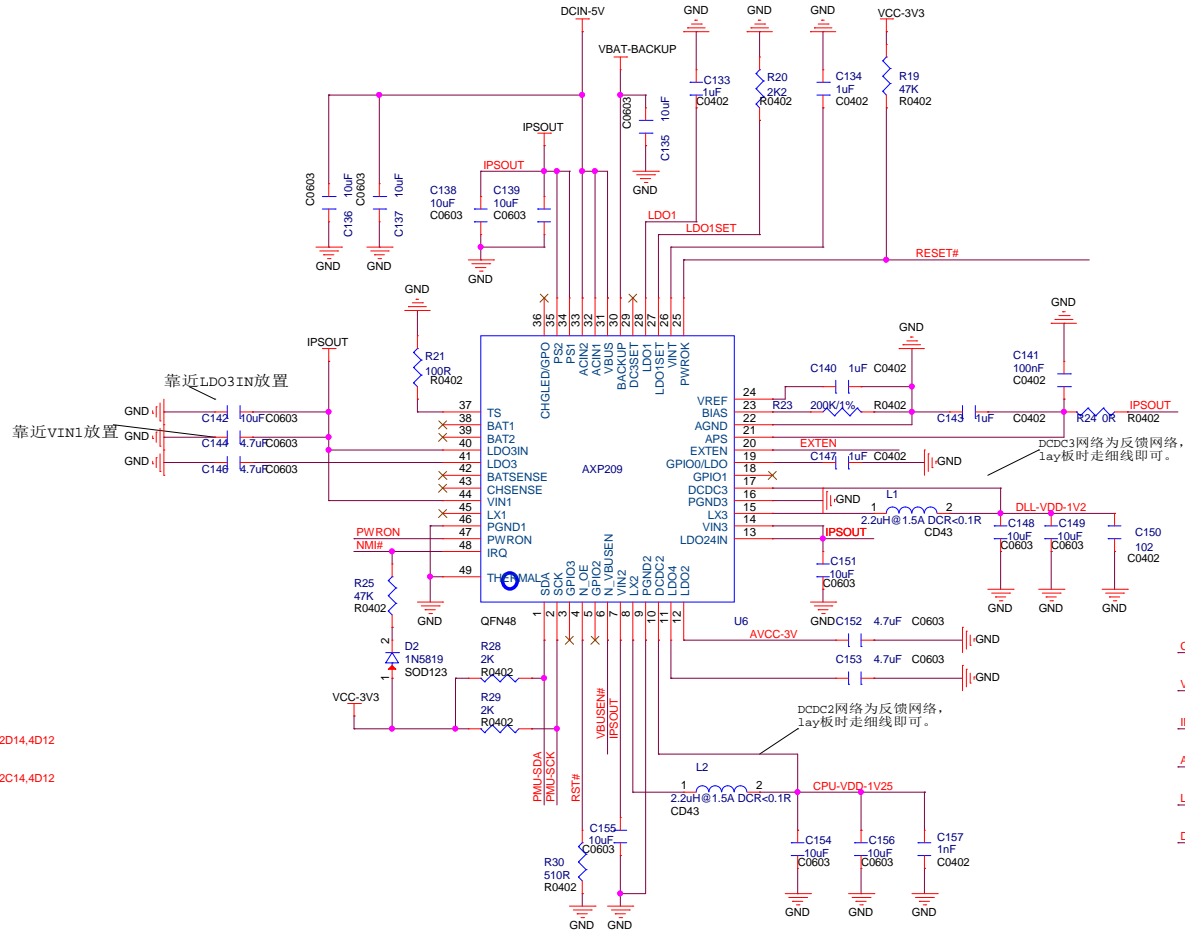 DCIN-5V
GND
GND
GND
VCC-3V3
VBAT-BACKUP
C133
1uF
C0402
R20
2K2
R0402
C134
1uF
C0402
R19
47K
R0402
C0603
10uF
C135
GND
IPSOUT
IPSOUT
C0603
10uF
C136
C0603
10uF
C137
GND
GND
C138
10uF
C0603
C139
10uF
C0603
GND
LDO1
LDO1SET
RESET#
GND
R21
100R
R0402
IPSOUT
靠近LDO3IN放置
靠近VIN1放置
GND
C142
10uF
C0603
GND
C144
4.7uF
C0603
GND
C146
4.7uF
C0603
36
35
34
33
32
31
30
29
28
27
26
25
CHGLED/GPO
PS2
PS1
ACIN2
ACIN1
VBUS
BACKUP
DC3SET
LDO1
LDO1SET
VINT
PWROK
37 TS
38 BAT1
39 BAT2
40 LDO3IN
41 LDO3
42 BATSENSE
43 CHSENSE
44 VIN1
45 LX1
46 PGND1
47 PWRON
48 IRQ
49 THERMAL
AXP209
VREF 24
BIAS 23
AGND 22
APS 21
EXTEN 20
GPIO0/LDO 19
GPIO1 18
DCDC3 17
PGND3 16
LX3 15
VIN3 14
LDO24IN 13
SDA
SCK
GPIO3
N_OE
GPIO2
N_VBUSEN
VIN2
LX2
PGND2
DCDC2
LDO4
LDO2
1
2
3
4
5
6
7
8
9
10
11
12
QFN48
U6
GND
C140 1uF C0402
R23 200K/1% R0402
GND
C141
100nF
C0402
C143 1uF C0402
R24 0R R0402
IPSOUT
EXTEN
C147 1uF C0402
GND
DCDC3网络为反馈网络，
lay板时走细线即可。
GND
L1
1 2
2.2uH@1.5A DCR<0.1R
CD43
DLL-VDD-1V2
C148
10uF
C0603
C149
10uF
C0603
C150
102
C0402
GND
GND
GND
IPSOUT
C151
10uF
C0603
GND
PWRON
NMI#
GND
R25
47K
R0402
2
D2
1N5819
SOD123
1
VCC-3V3
R28
2K
R0402
R29
2K
R0402
PMU-SDA
PMU-SCK
RST#
VBUSEN#
IPSOUT
AVCC-3V
C152 4.7uF C0603
GND
C153 4.7uF C0603
GND
DCDC2网络为反馈网络，
lay板时走细线即可。
L2
1 2
2.2uH@1.5A DCR<0.1R
CD43
CPU-VDD-1V25
C155
10uF
C0603
R30
510R
R0402
GND
GND
C154
10uF
C0603
C156
10uF
C0603
C157
1nF
C0402
GND
GND
GND
2D14,4D12
2C14,4D12